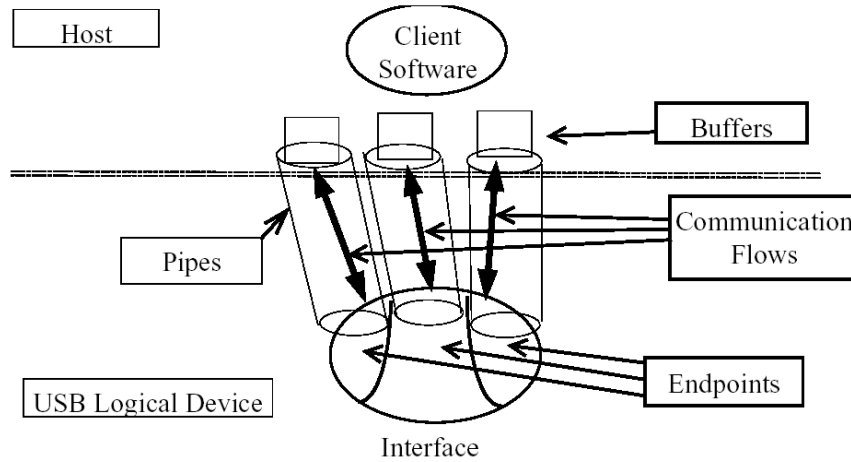 Host
Client
Software
Buffers
Communication
Flows
Pipes
Endpoints
USB Logical Device
Interface